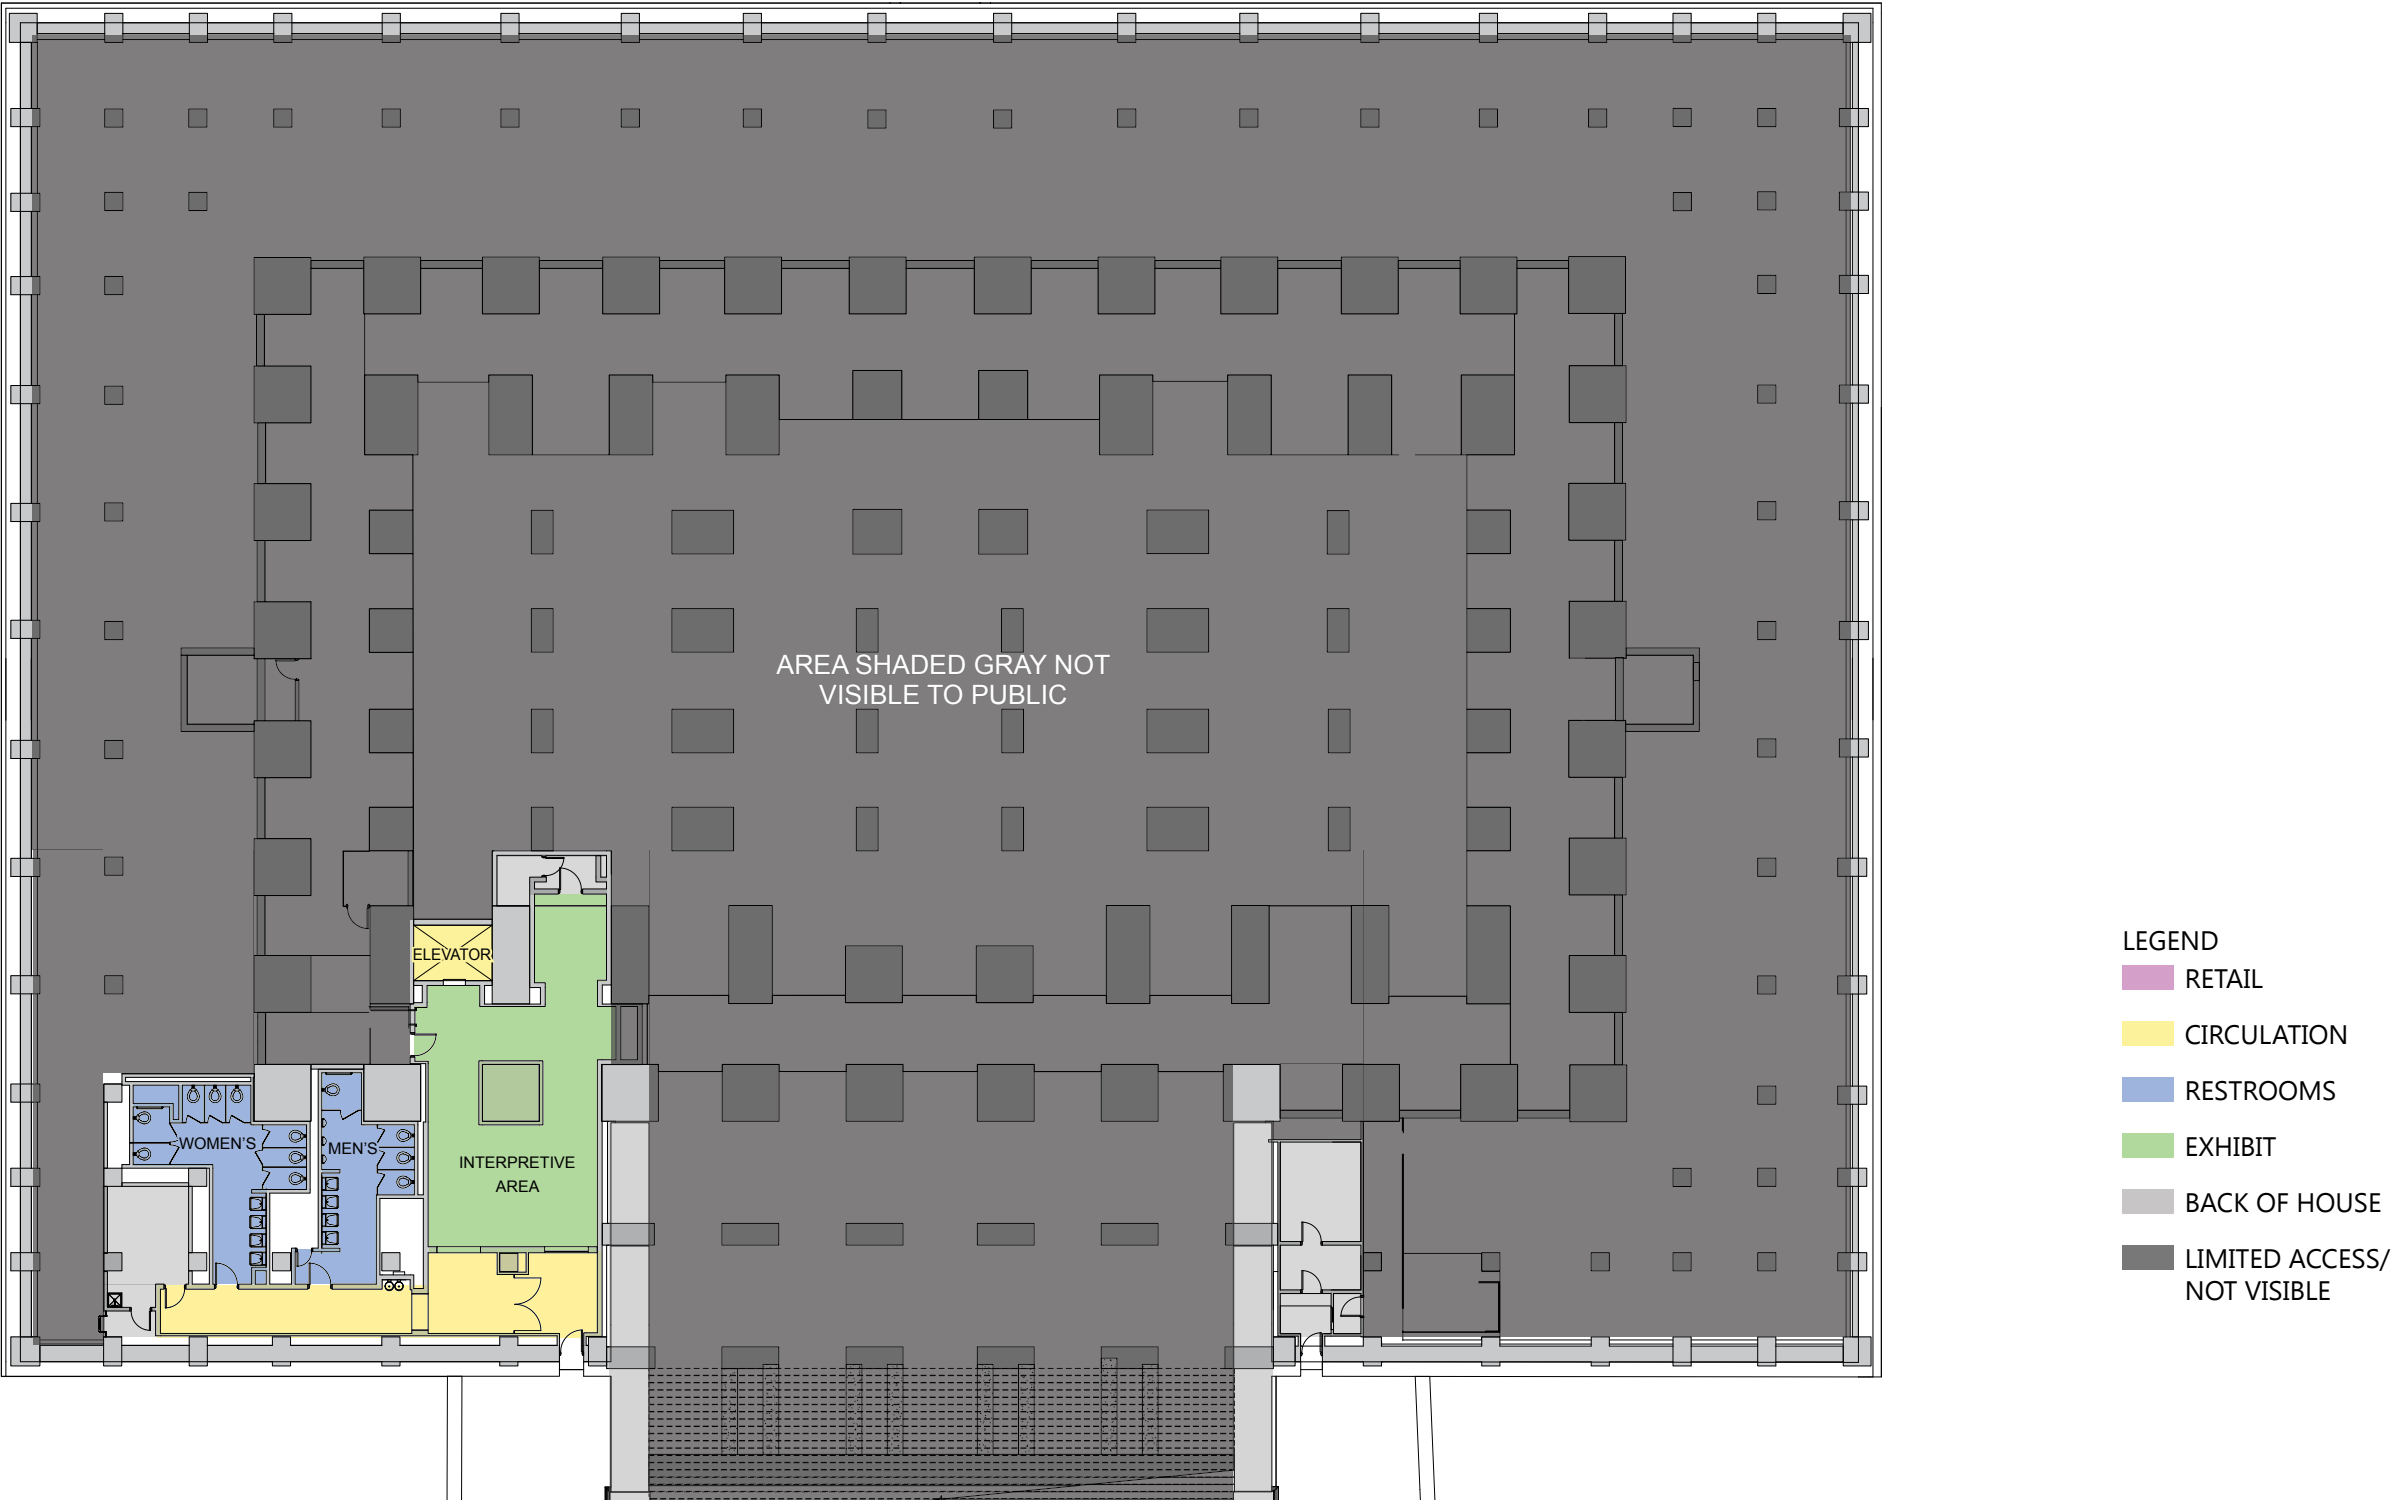 AREA SHADED GRAY NOT
VISIBLE TO PUBLIC
ELEVATOR
WOMEN'S
MEN'S
INTERPRETIVE
AREA
LEGEND
RETAIL
CIRCULATION
RESTROOMS
EXHIBIT
BACK OF HOUSE
LIMITED ACCESS/
NOT VISIBLE